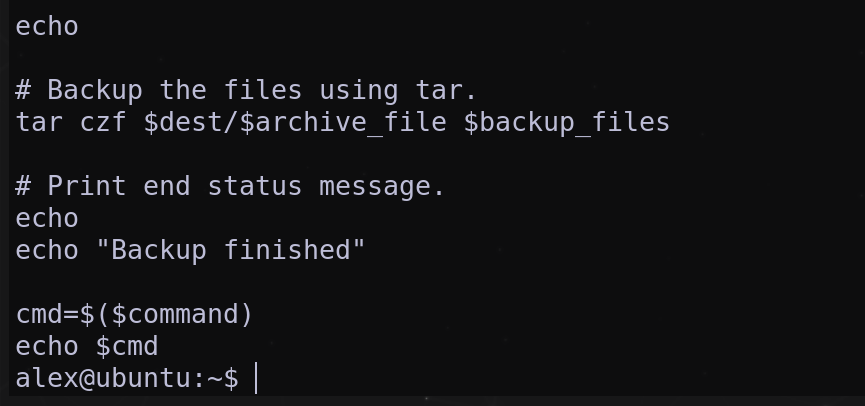 echo

# Backup the files using tar.
tar czf $dest/$archive_file $backup_files

# Print end status message.
echo
echo "Backup finished"

cmd=$($command)
echo $cmd
alex@ubuntu:~$